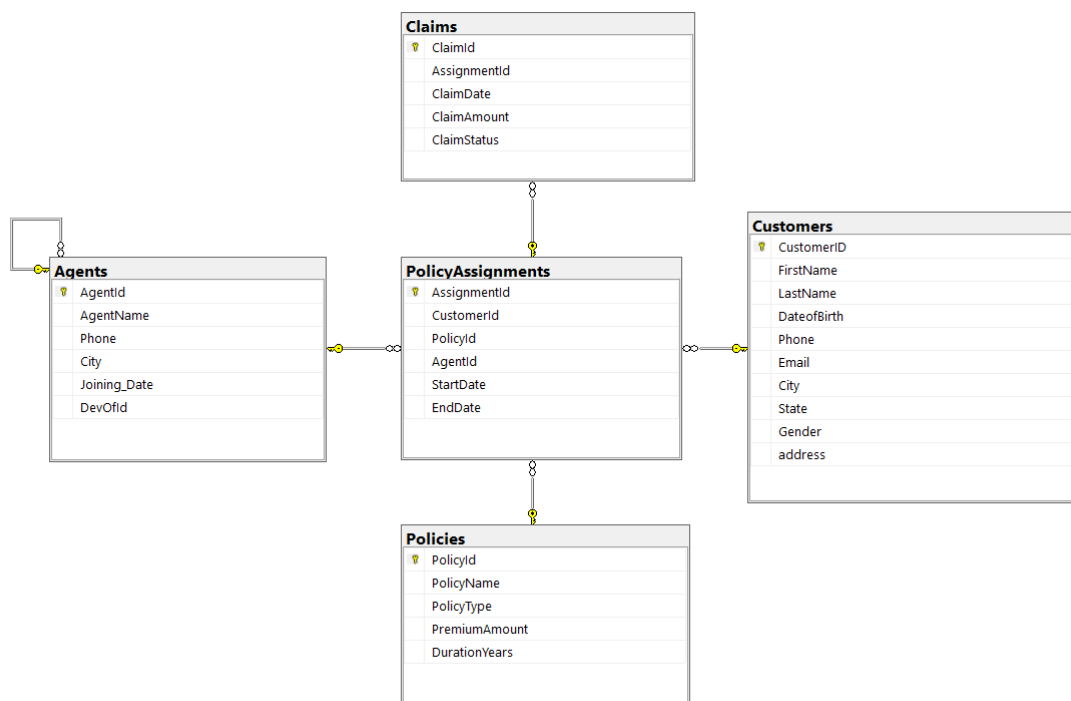 Claims
ClaimId
AssignmentId
ClaimDate
ClaimAmount
ClaimStatus
Agents
AgentId
AgentName
Phone
City
Joining_Date
DevOfId
PolicyAssignments
AssignmentId
CustomerId
PolicyId
AgentId
StartDate
EndDate
Customers
CustomerID
FirstName
LastName
DateofBirth
Phone
Email
City
State
Gender
address
Policies
PolicyId
PolicyName
PolicyType
PremiumAmount
DurationYears